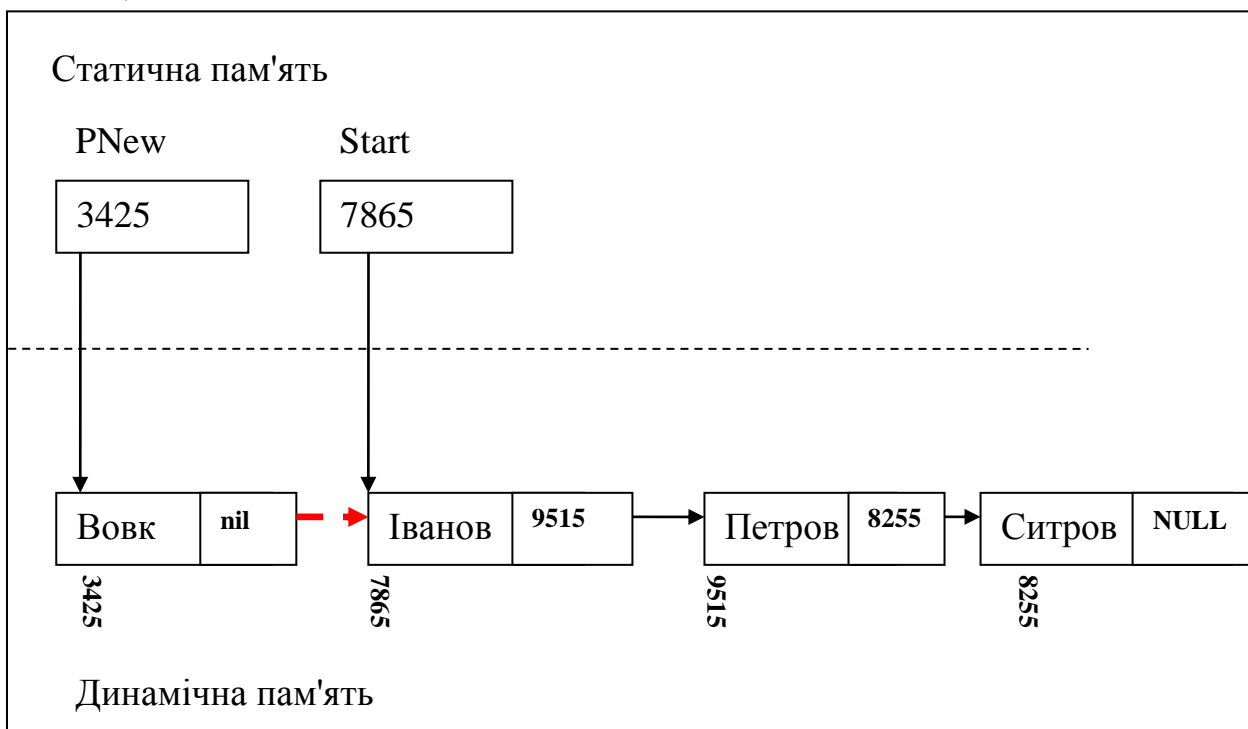 Статична пам'ять
PNew Start
3425 7865
Вовк nil Іванов 9515 Петров 8255 Ситров NULL
3425 7865 9515 8255
Динамічна пам'ять